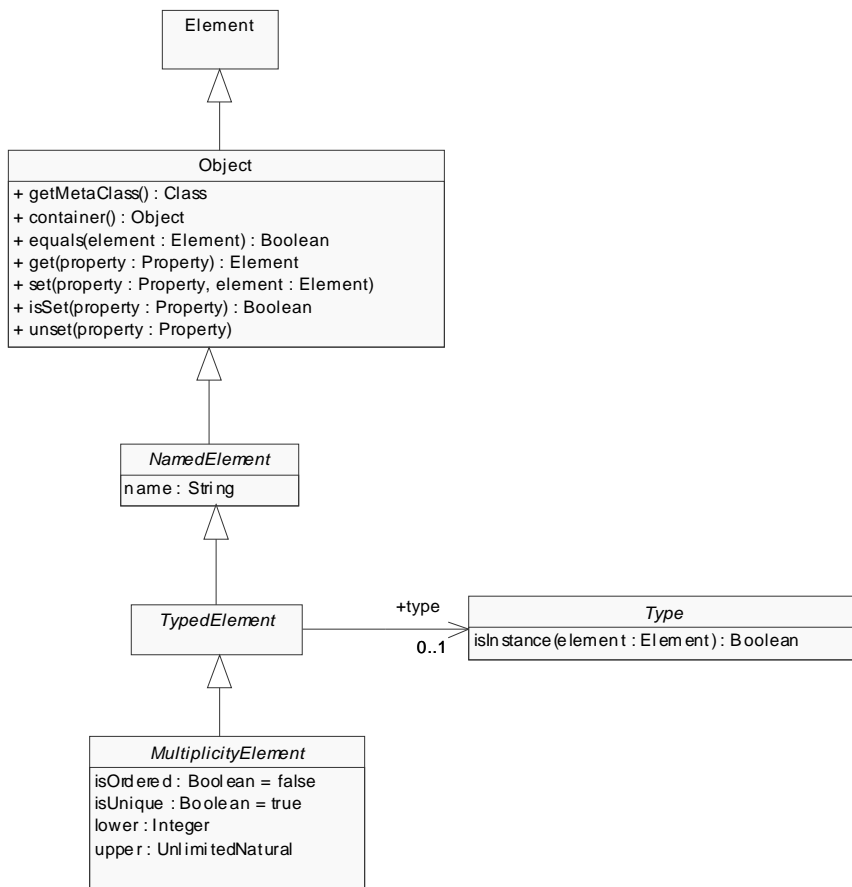 Element
Object
+ getMetaClass() : Class
+ container() : Object
+ equals(element : Element) : Boolean
+ get(property : Property) : Element
+ set(property : Property, element : Element)
+ isSet(property : Property) : Boolean
+ unset(property : Property)
NamedElement
name : String
TypedElement
+type
0..1
Type
isInstance(element : Element) : Boolean
MultiplicityElement
isOrdered : Boolean = false
isUnique : Boolean = true
lower : Integer
upper : UnlimitedNatural